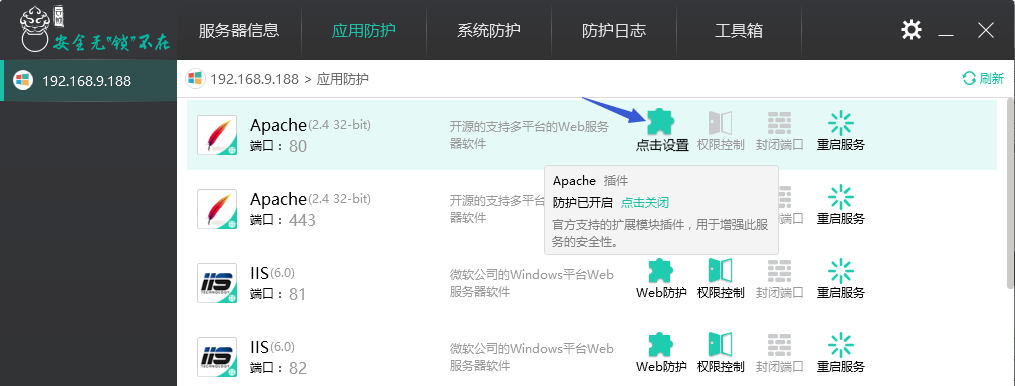 安全无"锁"不在
服务器信息
应用防护
系统防护
防护日志
工具箱
192.168.9.188
192.168.9.188 > 应用防护
刷新
Apache(2.4 32-bit)
端口：80
开源的支持多平台的Web服务
器软件
点击设置
权限控制
封闭端口
重启服务
Apache 插件
防护已开启 点击关闭
官方支持的扩展模块插件，用于增强此服
务的安全性。
Apache(2.4 32-bit)
端口：443
开源的支持多
器软件
端口
重启服务
IIS(6.0)
端口：81
微软公司的Windows平台Web
服务器软件
Web防护
权限控制
封闭端口
重启服务
IIS(6.0)
端口：82
微软公司的Windows平台Web
服务器软件
Web防护
权限控制
封闭端口
重启服务